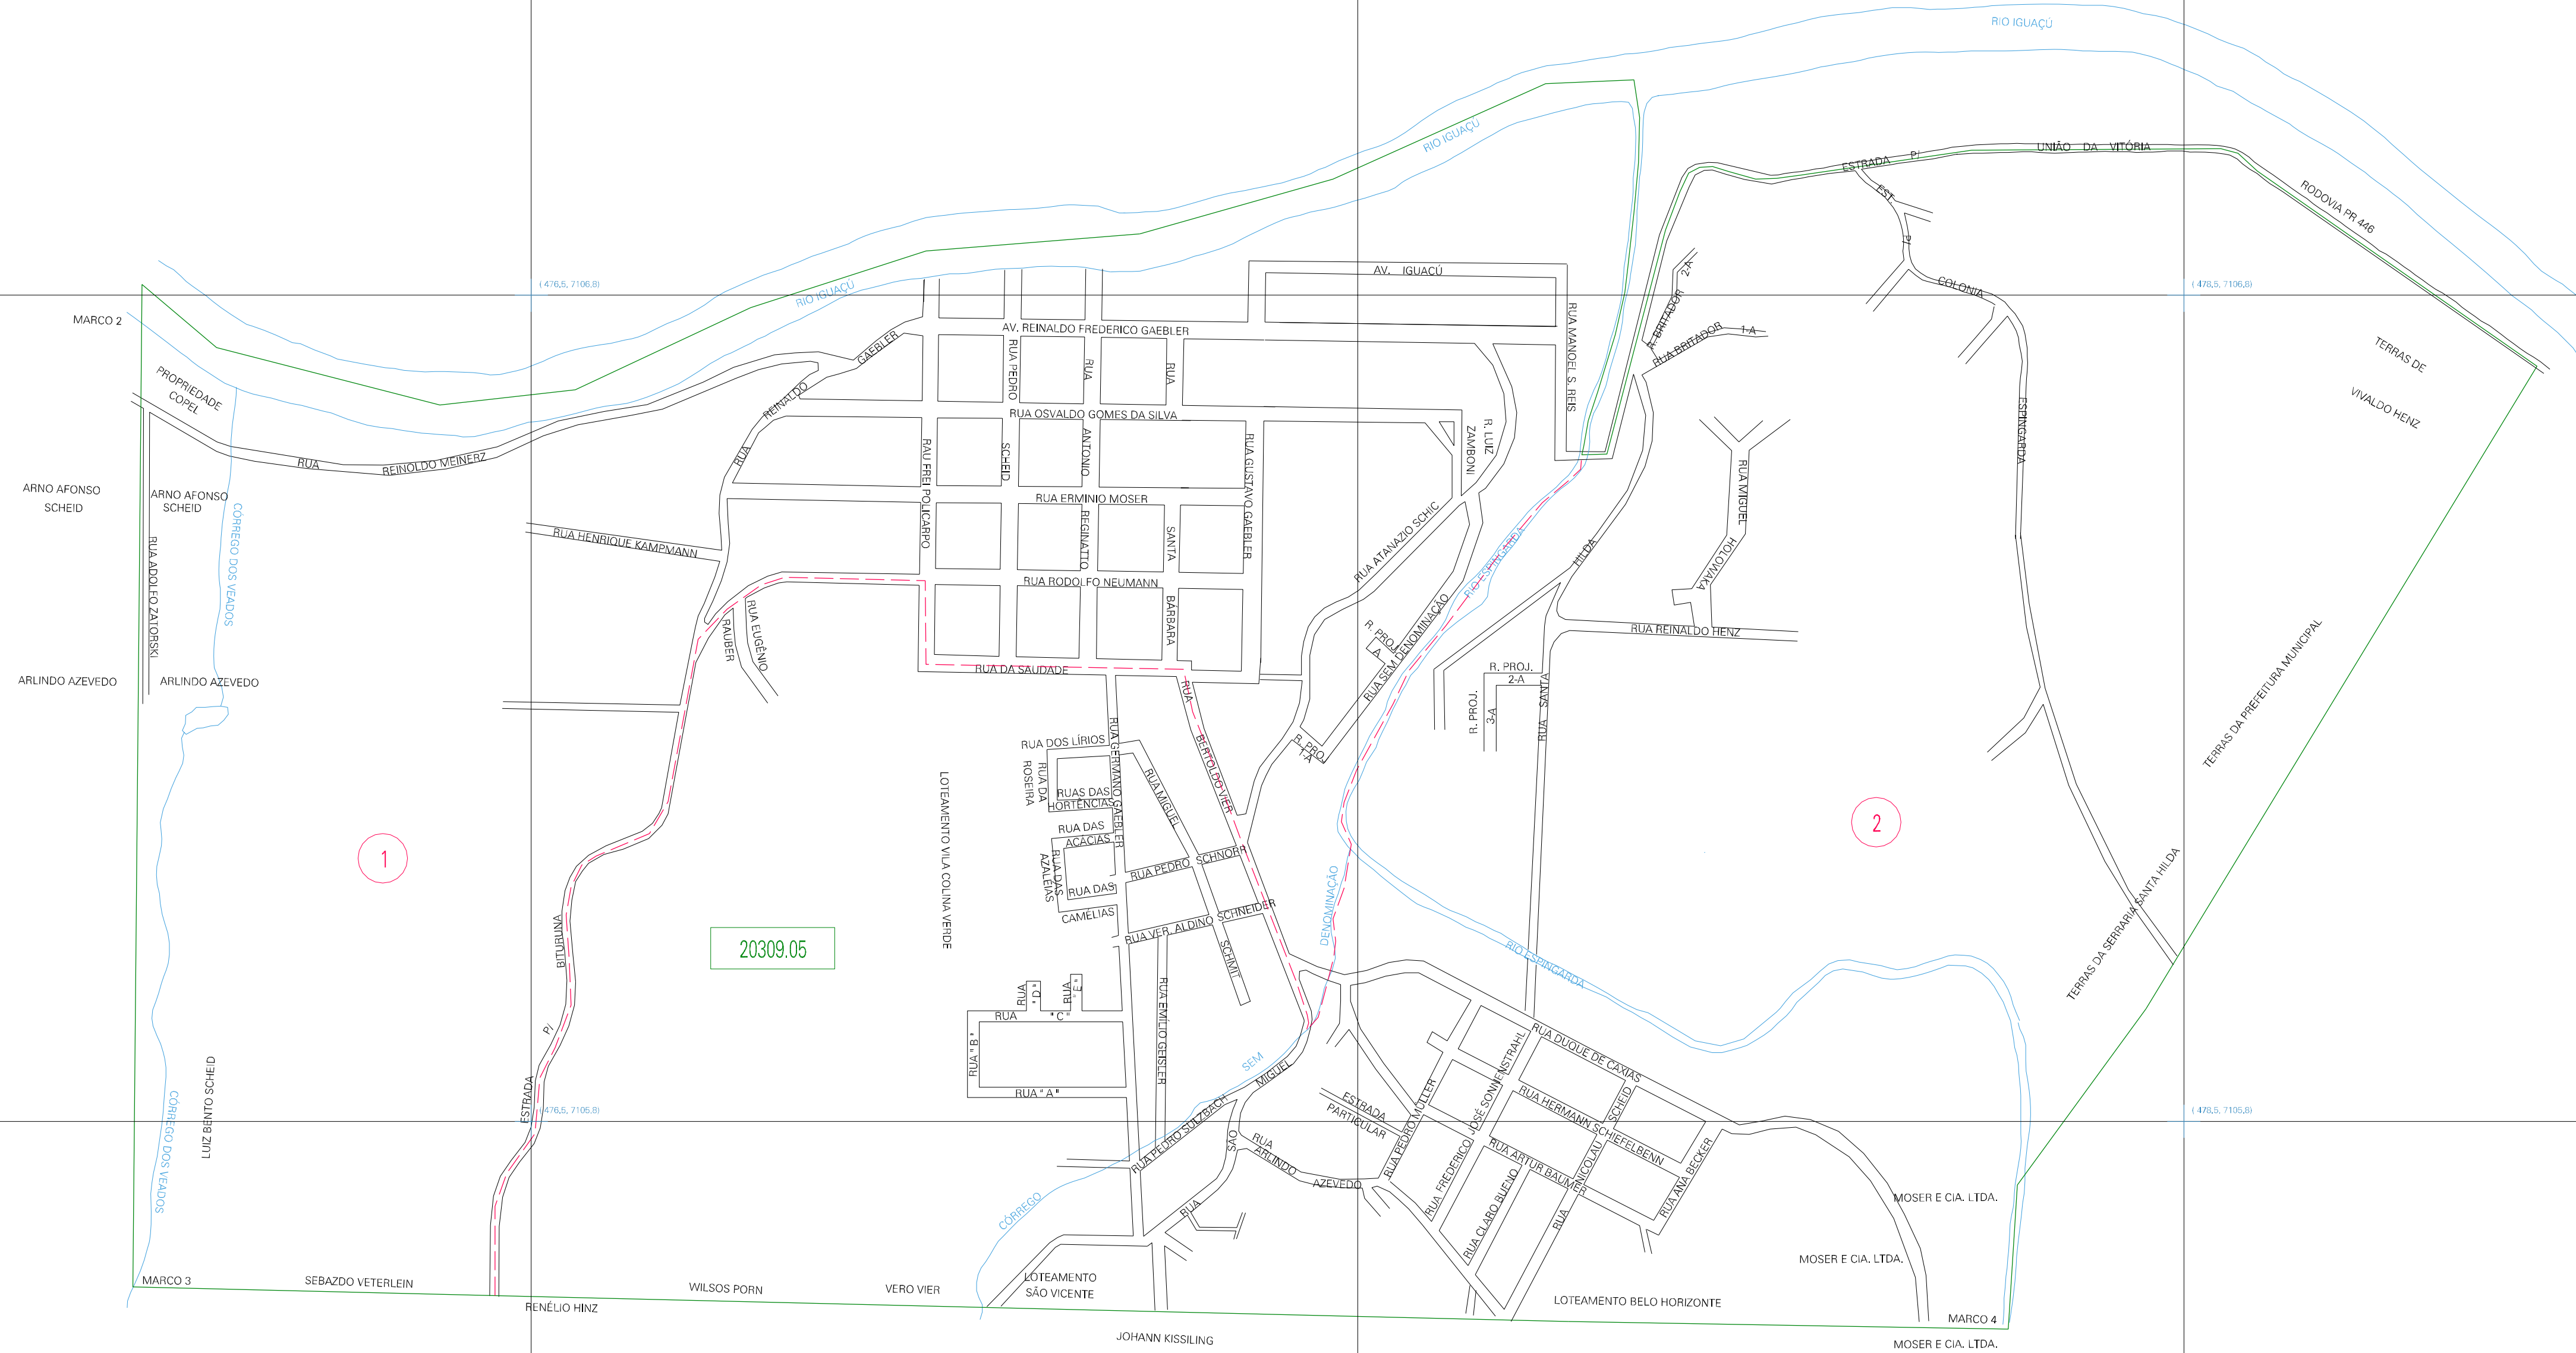 RIO IGUAÇÚ
RIO IGUAÇÚ
ESTRADA P/ UNIÃO DA VITÓRIA
RODOVIA PR 446
EST.
P/
COLONIA
ESPINGARDA
RIO IGUAÇÚ
( 476,5, 7106,8)
( 478,5, 7106,8)
AV. IGUAÇÚ
MARCO 2
AV. REINALDO FREDERICO GAEBLER
RUA MANOEL S. REIS
R. BRITADOR
2-A
RUA BRITADOR 1-A
TERRAS DE
VIVALDO HENZ
PROPRIEDADE
COPEL
RUA REINALDO GAEBLER
RUA PEDRO SCHEID
RUA ANTONIO REGINATTO
RUA SANTA BÁRBARA
RUA OSVALDO GOMES DA SILVA
R. LUIZ
ZAMBONI
RUA REINOLDO MEINERZ
RAU FREI POLICARPO
RUA GUSTAVO GAEBLER
RUA MIGUEL HOLOWAKA
ARNO AFONSO
SCHEID
ARNO AFONSO
SCHEID
RUA ERMINIO MOSER
CÓRREGO DOS VEADOS
RUA ADOLFO ZATORSKI
RUA HENRIQUE KAMPMANN
RUA ATANAZIO SCHIC
RIO ESPINGARDA
RUA RODOLFO NEUMANN
RUA EUGÊNIO
RAUBER
RUA REINALDO HENZ
R. PROJ.
A
RUA SEM DENOMINAÇÃO
RUA DA SAUDADE
ARLINDO AZEVEDO
ARLINDO AZEVEDO
R. PROJ.
2-A
R. PROJ.
3-A
RUA SANTA HILDA
TERRAS DA PREFEITURA MUNICIPAL
RUA BERTOLDO VIER
RUA GERMANO GAEBLER
R. PROJ.
1-A
RUA DOS LÍRIOS
RUA DA
ROSEIRA
RUAS DAS
HORTÊNCIAS
RUA MIGUEL SCHMIT
LOTEAMENTO VILA COLINA VERDE
RUA DAS
ACÁCIAS
RUA DAS
AZALÉIAS
RUA DAS
CAMÉLIAS
RUA PEDRO SCHNORR
RUA VER. ALDINO SCHNEIDER
1
2
20309.05
TERRAS DA SERRARIA SANTA HILDA
RIO ESPINGARDA
CÓRREGO SEM DENOMINAÇÃO
ESTRADA P/ BITURUNA
RUA "D"
RUA "E"
RUA "C"
RUA "B"
RUA "A"
RUA EMÍLIO GEISLER
RUA DUQUE DE CAXIAS
LUIZ BENTO SCHEID
CÓRREGO DOS VEADOS
( 476,5, 7105,8)
( 478,5, 7105,8)
RUA PEDRO SULZBACH
RUA SÃO MIGUEL
ESTRADA
PARTICULAR
RUA PEDRO MÜLLER
RUA FREDERICO JOSÉ SONNENSTRAHL
RUA HERMANN SCHIEFELBENN
RUA NICOLAU SCHEID
RUA ARTUR BAUMER
RUA ANA BECKER
RUA ARLINDO AZEVEDO
RUA CLARO BUENO
MOSER E CIA. LTDA.
MOSER E CIA. LTDA.
MARCO 3
SEBAZDO VETERLEIN
WILSOS PORN
VERO VIER
LOTEAMENTO
SÃO VICENTE
LOTEAMENTO BELO HORIZONTE
MARCO 4
RENÉLIO HINZ
JOHANN KISSILING
MOSER E CIA. LTDA.